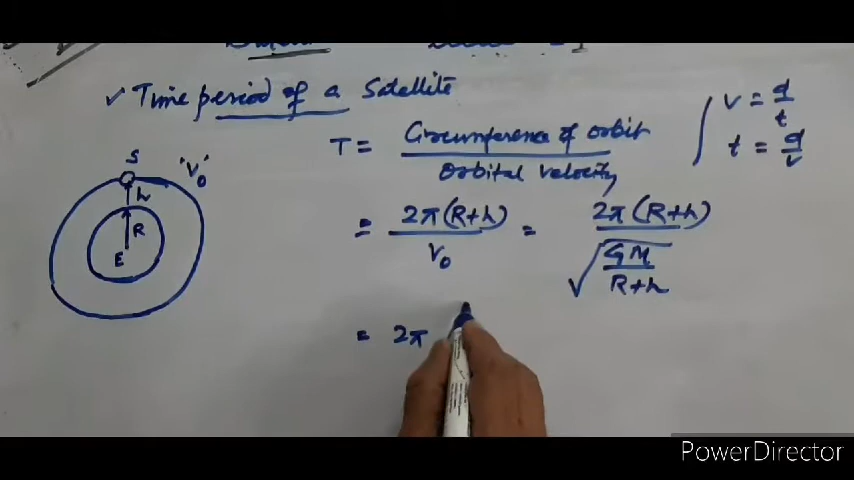 ✓ Time period of a Satellite
T = Circumference of orbit / Orbital velocity
v = d/t
t = d/v
S 'V₀'
h
R
E
= 2π(R+h) / V₀ = 2π(R+h) / √(GM / R+h)
= 2π
PowerDirector